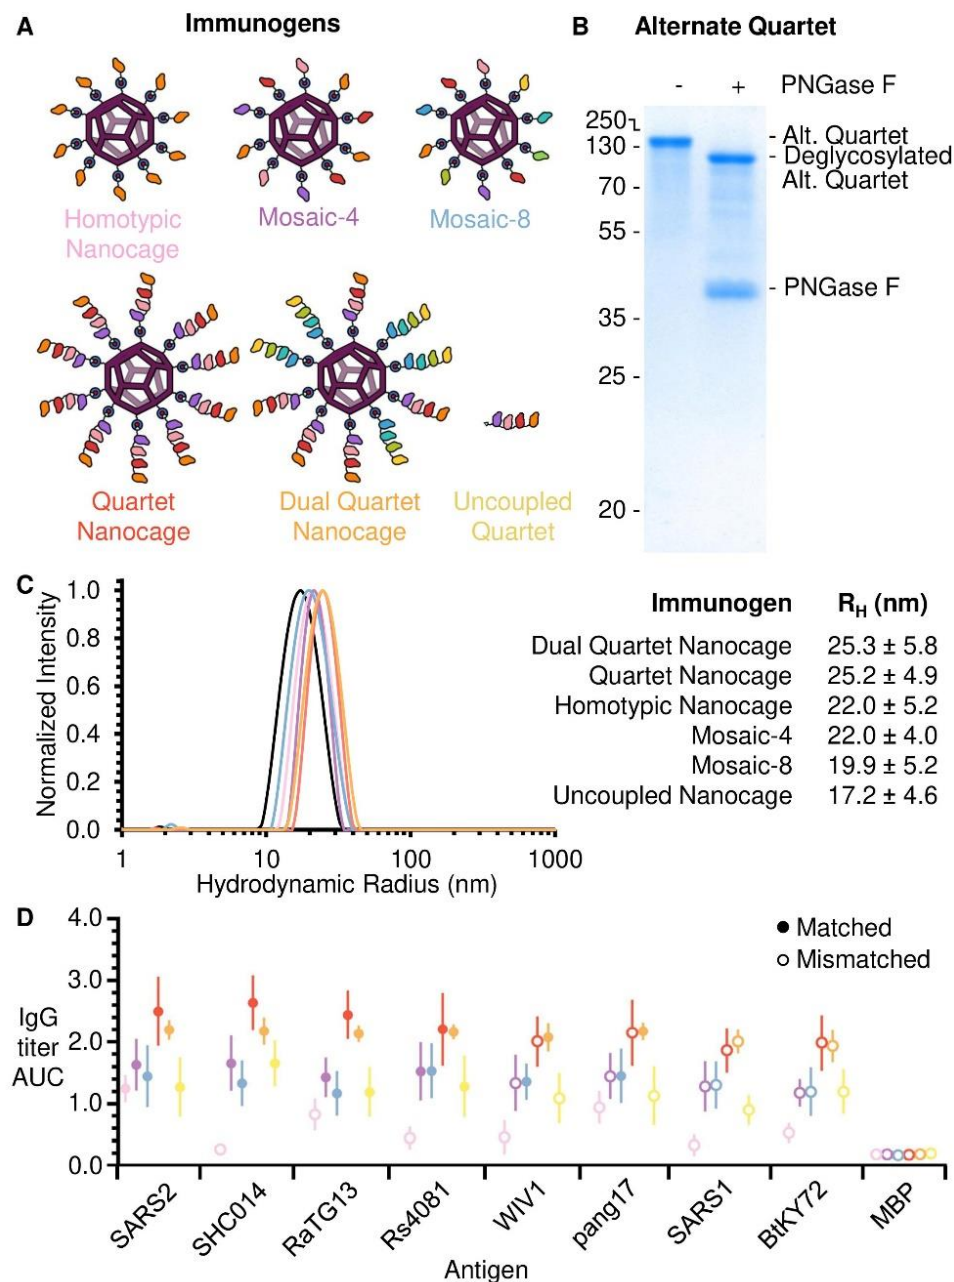 A
Immunogens
Homotypic
Nanocage
Mosaic-4
Mosaic-8
Quartet
Nanocage
Dual Quartet
Nanocage
Uncoupled
Quartet
B
Alternate Quartet
- + PNGase F
250
130 -
70 -
55 -
35 -
25 -
20 -
- Alt. Quartet
- Deglycosylated
Alt. Quartet
- PNGase F
C
Normalized Intensity
1.0
0.8
0.6
0.4
0.2
0.0
1 10 100 1000
Hydrodynamic Radius (nm)
Immunogen RH (nm)
Dual Quartet Nanocage 25.3 ± 5.8
Quartet Nanocage 25.2 ± 4.9
Homotypic Nanocage 22.0 ± 5.2
Mosaic-4 22.0 ± 4.0
Mosaic-8 19.9 ± 5.2
Uncoupled Nanocage 17.2 ± 4.6
D
IgG
titer
AUC
4.0
3.0
2.0
1.0
0.0
Matched
Mismatched
SARS2
SHC014
RaTG13
Rs4081
WIV1
pang17
SARS1
BtKY72
MBP
Antigen